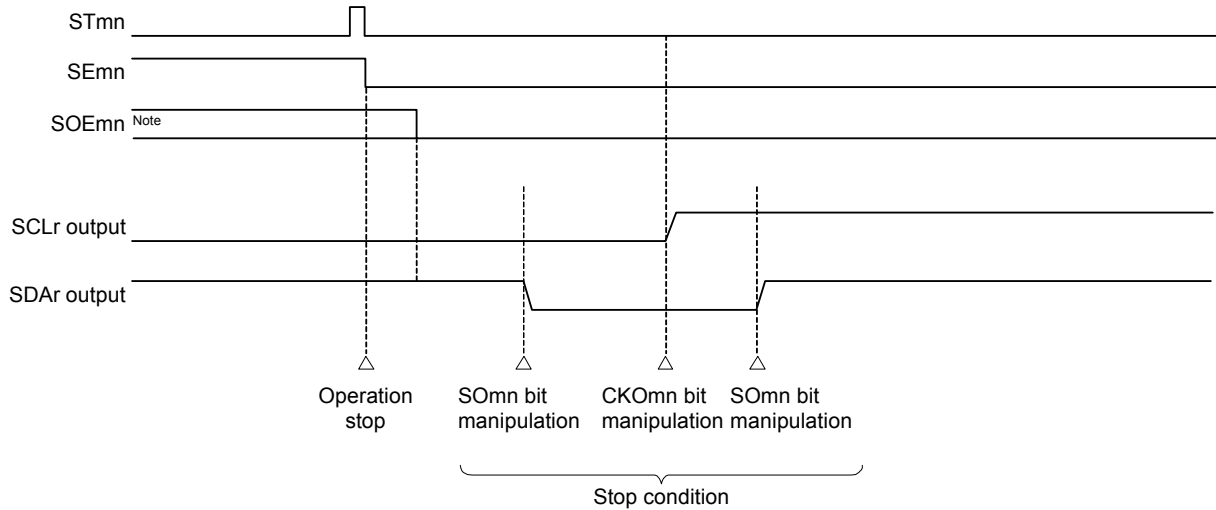 STmn
SEmn
SOEmn Note
SCLr output
SDAr output
Operation
stop
SOmn bit
manipulation
CKOmn bit
manipulation
SOmn bit
manipulation
Stop condition